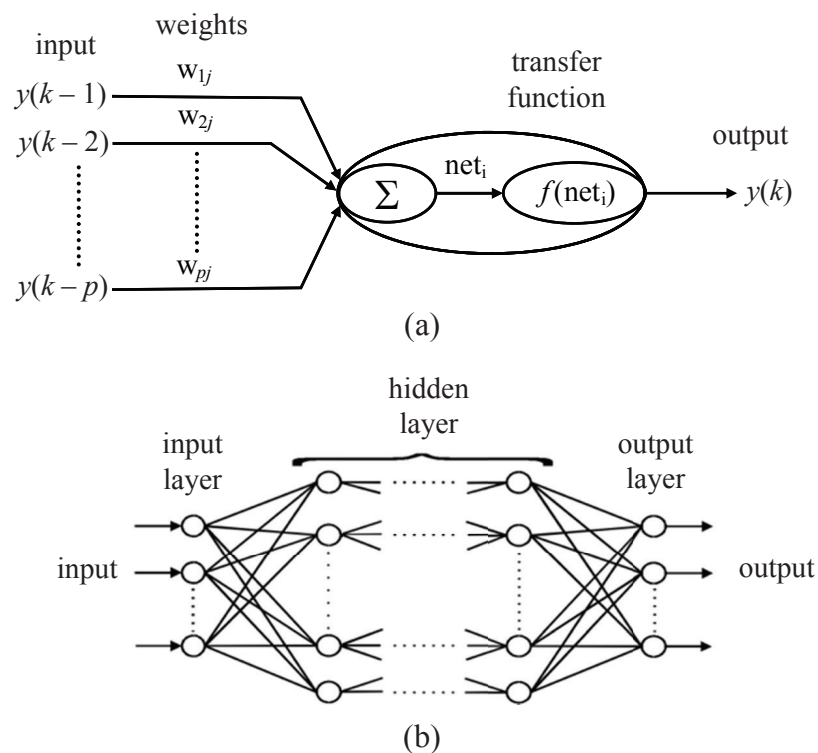 weights
input
w₁ⱼ
transfer
function
y(k – 1)
w₂ⱼ
output
y(k – 2)
netᵢ
Σ
f(netᵢ)
y(k)
wₚⱼ
y(k – p)
(a)
hidden
layer
input
layer
output
layer
input
output
(b)